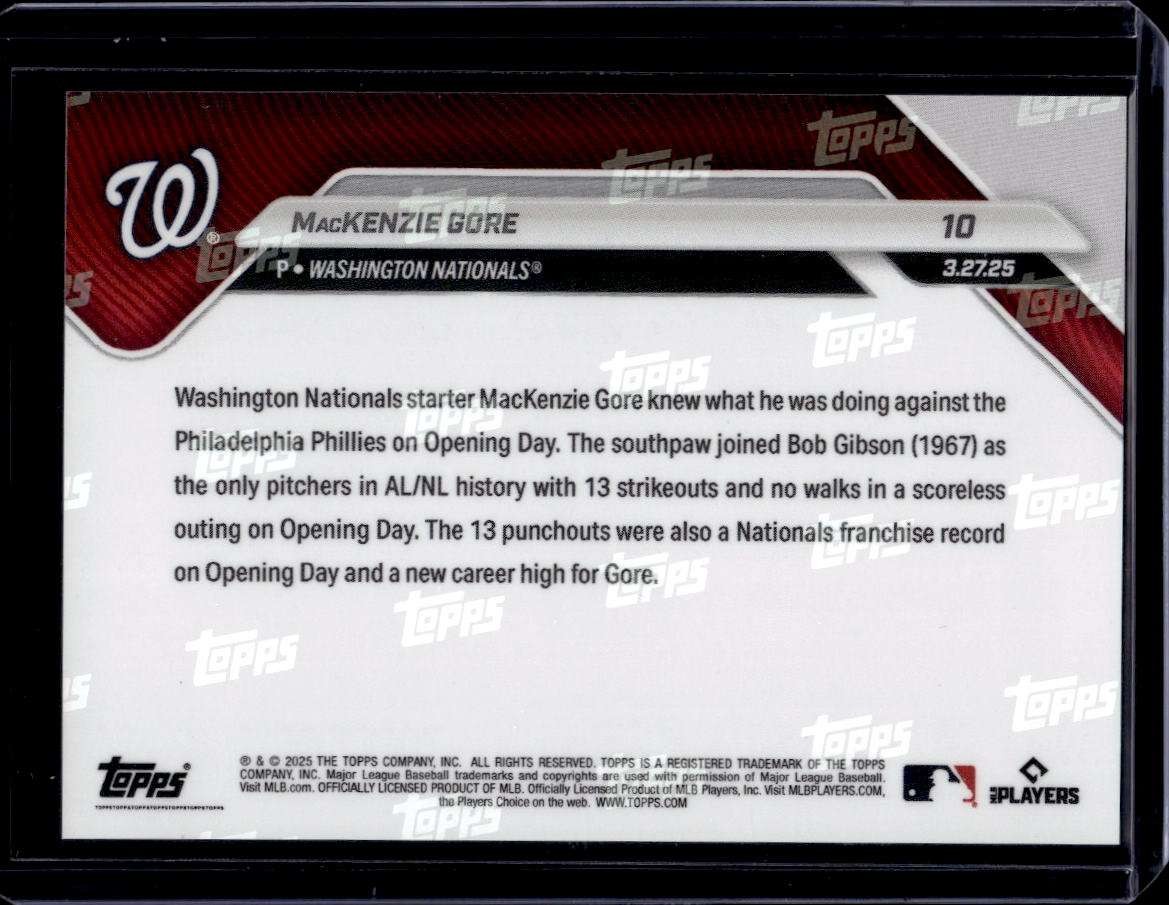 MACKENZIE GORE
10
P • WASHINGTON NATIONALS®
3.27.25
Washington Nationals starter MacKenzie Gore knew what he was doing against the
Philadelphia Phillies on Opening Day. The southpaw joined Bob Gibson (1967) as
the only pitchers in AL/NL history with 13 strikeouts and no walks in a scoreless
outing on Opening Day. The 13 punchouts were also a Nationals franchise record
on Opening Day and a new career high for Gore.
topps®
® & © 2025 THE TOPPS COMPANY, INC. ALL RIGHTS RESERVED. TOPPS IS A REGISTERED TRADEMARK OF THE TOPPS
COMPANY, INC. Major League Baseball trademarks and copyrights are used with permission of Major League Baseball.
Visit MLB.com. OFFICIALLY LICENSED PRODUCT OF MLB. Officially Licensed Product of MLB Players, Inc. Visit MLBPLAYERS.COM,
the Players Choice on the web. WWW.TOPPS.COM
MLB PLAYERS